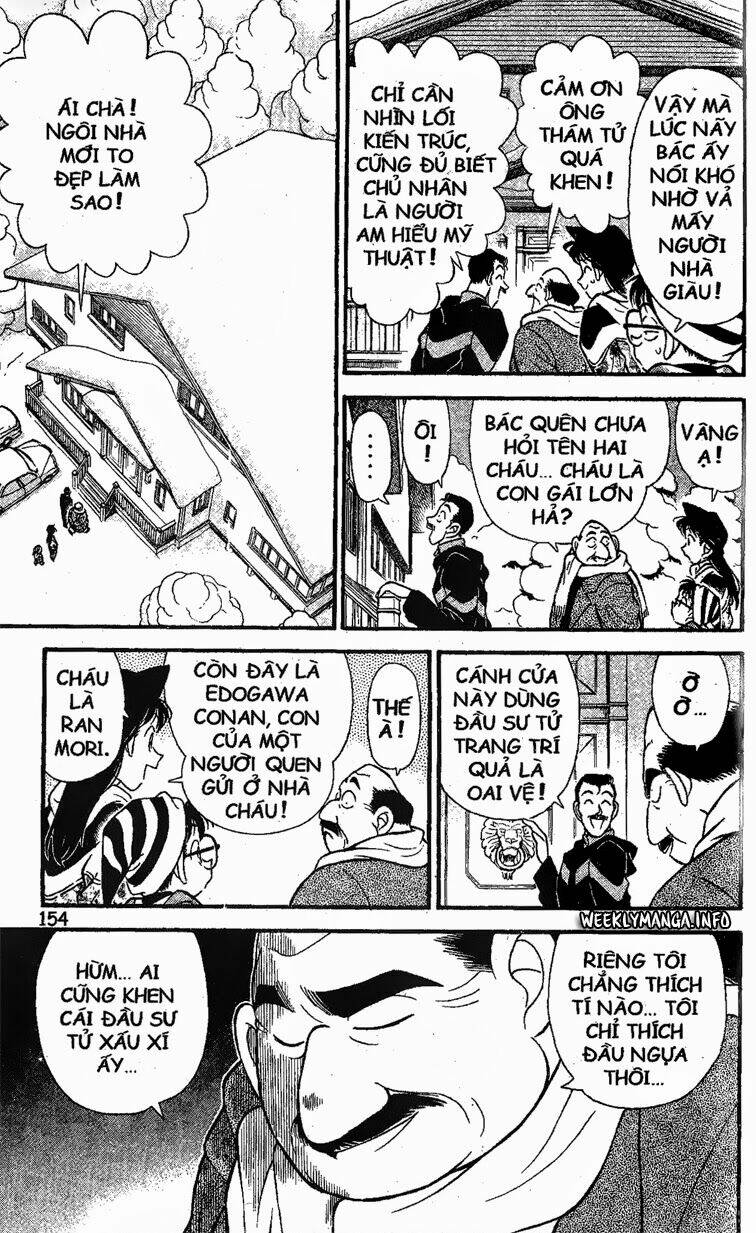 ÁI CHÀ!
NGÔI NHÀ
MỚI TO
ĐẸP LÀM
SAO!
CHỈ CẦN
NHÌN LỐI
KIẾN TRÚC,
CŨNG ĐỦ BIẾT
CHỦ NHÂN
LÀ NGƯỜI
AM HIỂU MỸ
THUẬT!
CẢM ƠN
ÔNG
THÁM TỬ
QUÁ
KHEN!
VẬY MÀ
LÚC NÃY
BÁC ẤY
NÓI KHÓ
NHỜ VẢ
MẤY
NGƯỜI
NHÀ
GIÀU!
....
ÔI!
BÁC QUÊN CHƯA
HỎI TÊN HAI
CHÁU... CHÁU LÀ
CON GÁI LỚN
HẢ?
VÂNG
Ạ!
CHÁU
LÀ
RAN
MORI.
CÒN ĐÂY LÀ
EDOGAWA
CONAN, CON
CỦA MỘT
NGƯỜI QUEN
GỬI Ở NHÀ
CHÁU!
THẾ
À!
CÁNH CỬA
NÀY DÙNG
ĐẦU SƯ TỬ
TRANG TRÍ
QUẢ LÀ
OAI VỆ!
Ờ
Ờ...
154
WEEKLYMANGA.INFO
HỪM... AI
CŨNG KHEN
CÁI ĐẦU SƯ
TỬ XẤU XÍ
ẤY...
RIÊNG TÔI
CHẲNG THÍCH
TÍ NÀO... TÔI
CHỈ THÍCH
ĐẦU NGỰA
THÔI...